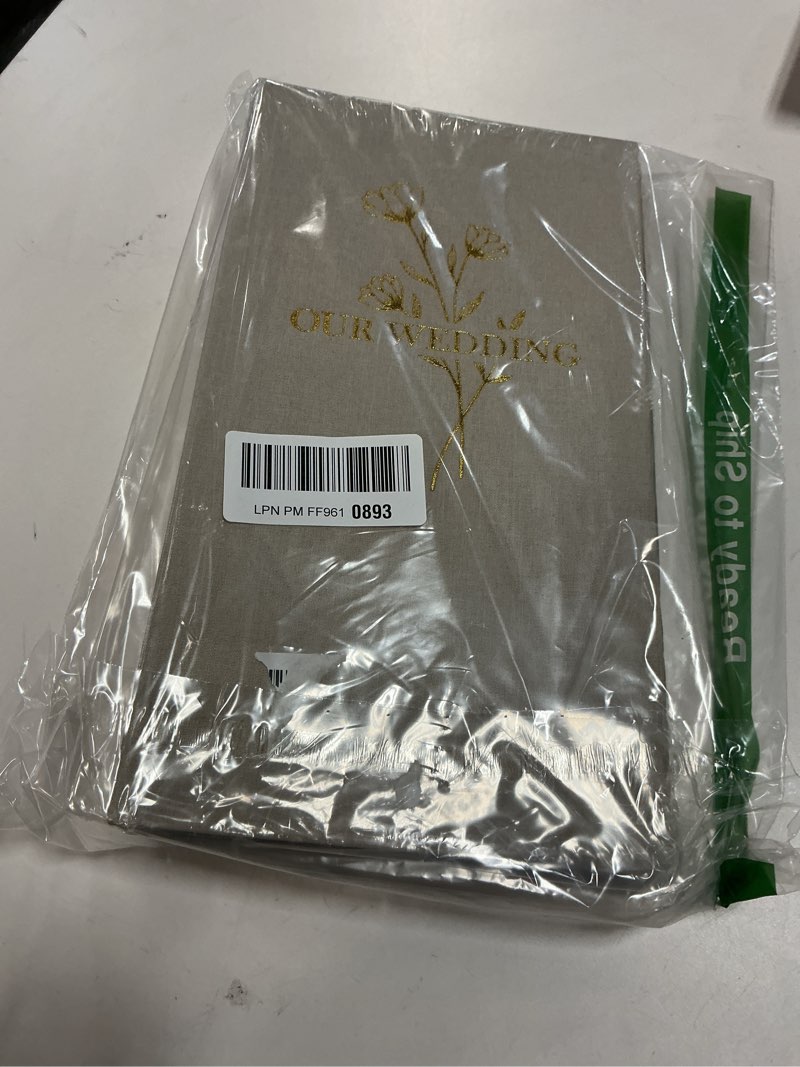 OUR WEDDING
LPN PM FF961 0893
Ready to Ship